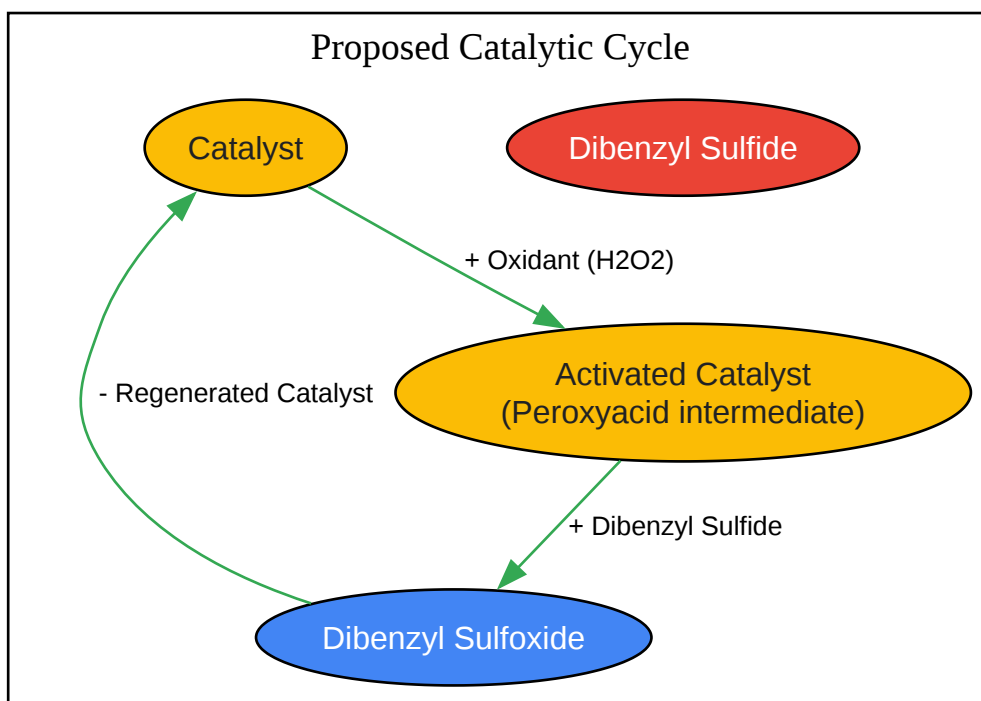 Proposed Catalytic Cycle
Catalyst
Dibenzyl Sulfide
+ Oxidant (H2O2)
Activated Catalyst
(Peroxyacid intermediate)
- Regenerated Catalyst
+ Dibenzyl Sulfide
Dibenzyl Sulfoxide